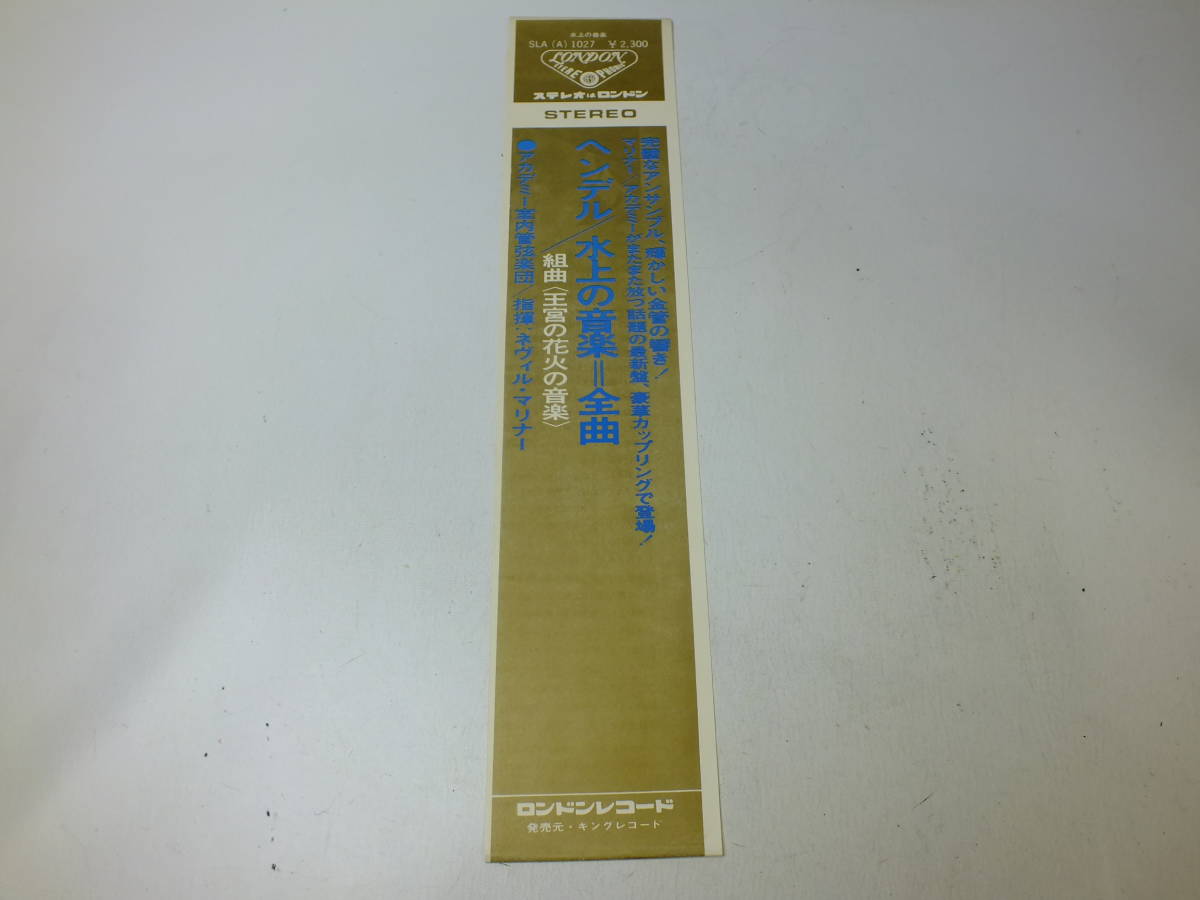 水上の音楽
SLA (A) 1027 ¥ 2,300
LONDON
STEREOPHONIC
ステレオはロンドン
STEREO
完璧なアンサンブル、輝かしい金管の響き!
マリナー/アカデミーがまたまた放つ話題の最新盤、豪華カップリングで登場!
ヘンデル/水上の音楽=全曲
組曲〈王宮の花火の音楽〉
●アカデミー室内管弦楽団/指揮:ネヴィル・マリナー
ロンドンレコード
発売元・キングレコード